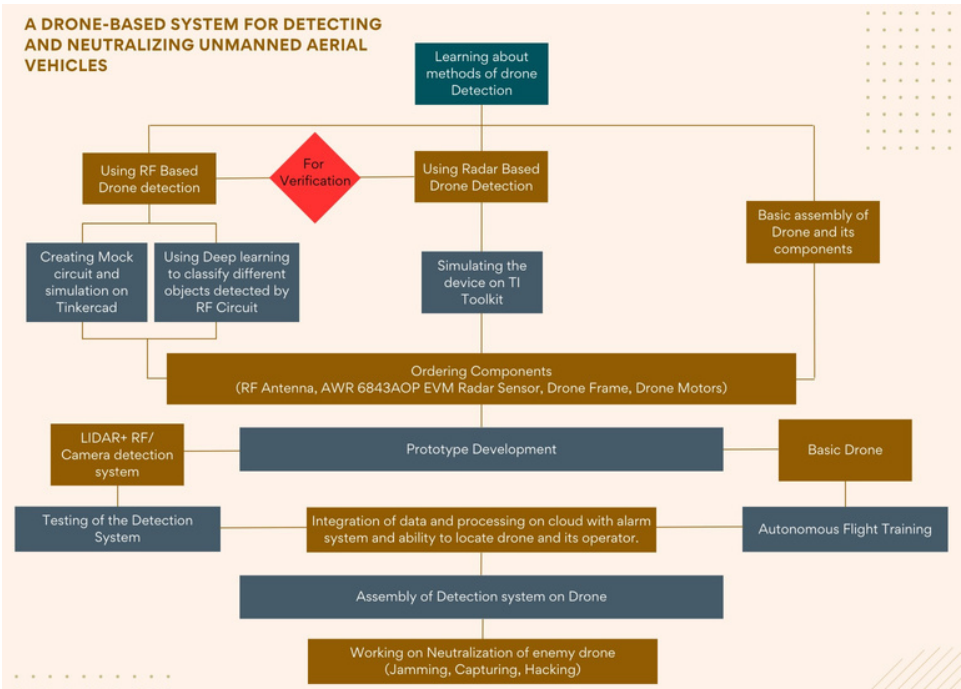 A DRONE-BASED SYSTEM FOR DETECTING
AND NEUTRALIZING UNMANNED AERIAL
VEHICLES
Learning about
methods of drone
Detection
Using RF Based
Drone detection
For
Verification
Using Radar Based
Drone Detection
Basic assembly of
Drone and its
components
Creating Mock
circuit and
simulation on
Tinkercad
Using Deep learning
to classify different
objects detected by
RF Circuit
Simulating the
device on TI
Toolkit
Ordering Components
(RF Antenna, AWR 6843AOP EVM Radar Sensor, Drone Frame, Drone Motors)
LIDAR+ RF/
Camera detection
system
Prototype Development
Basic Drone
Testing of the Detection
System
Integration of data and processing on cloud with alarm
system and ability to locate drone and its operator.
Autonomous Flight Training
Assembly of Detection system on Drone
Working on Neutralization of enemy drone
(Jamming, Capturing, Hacking)